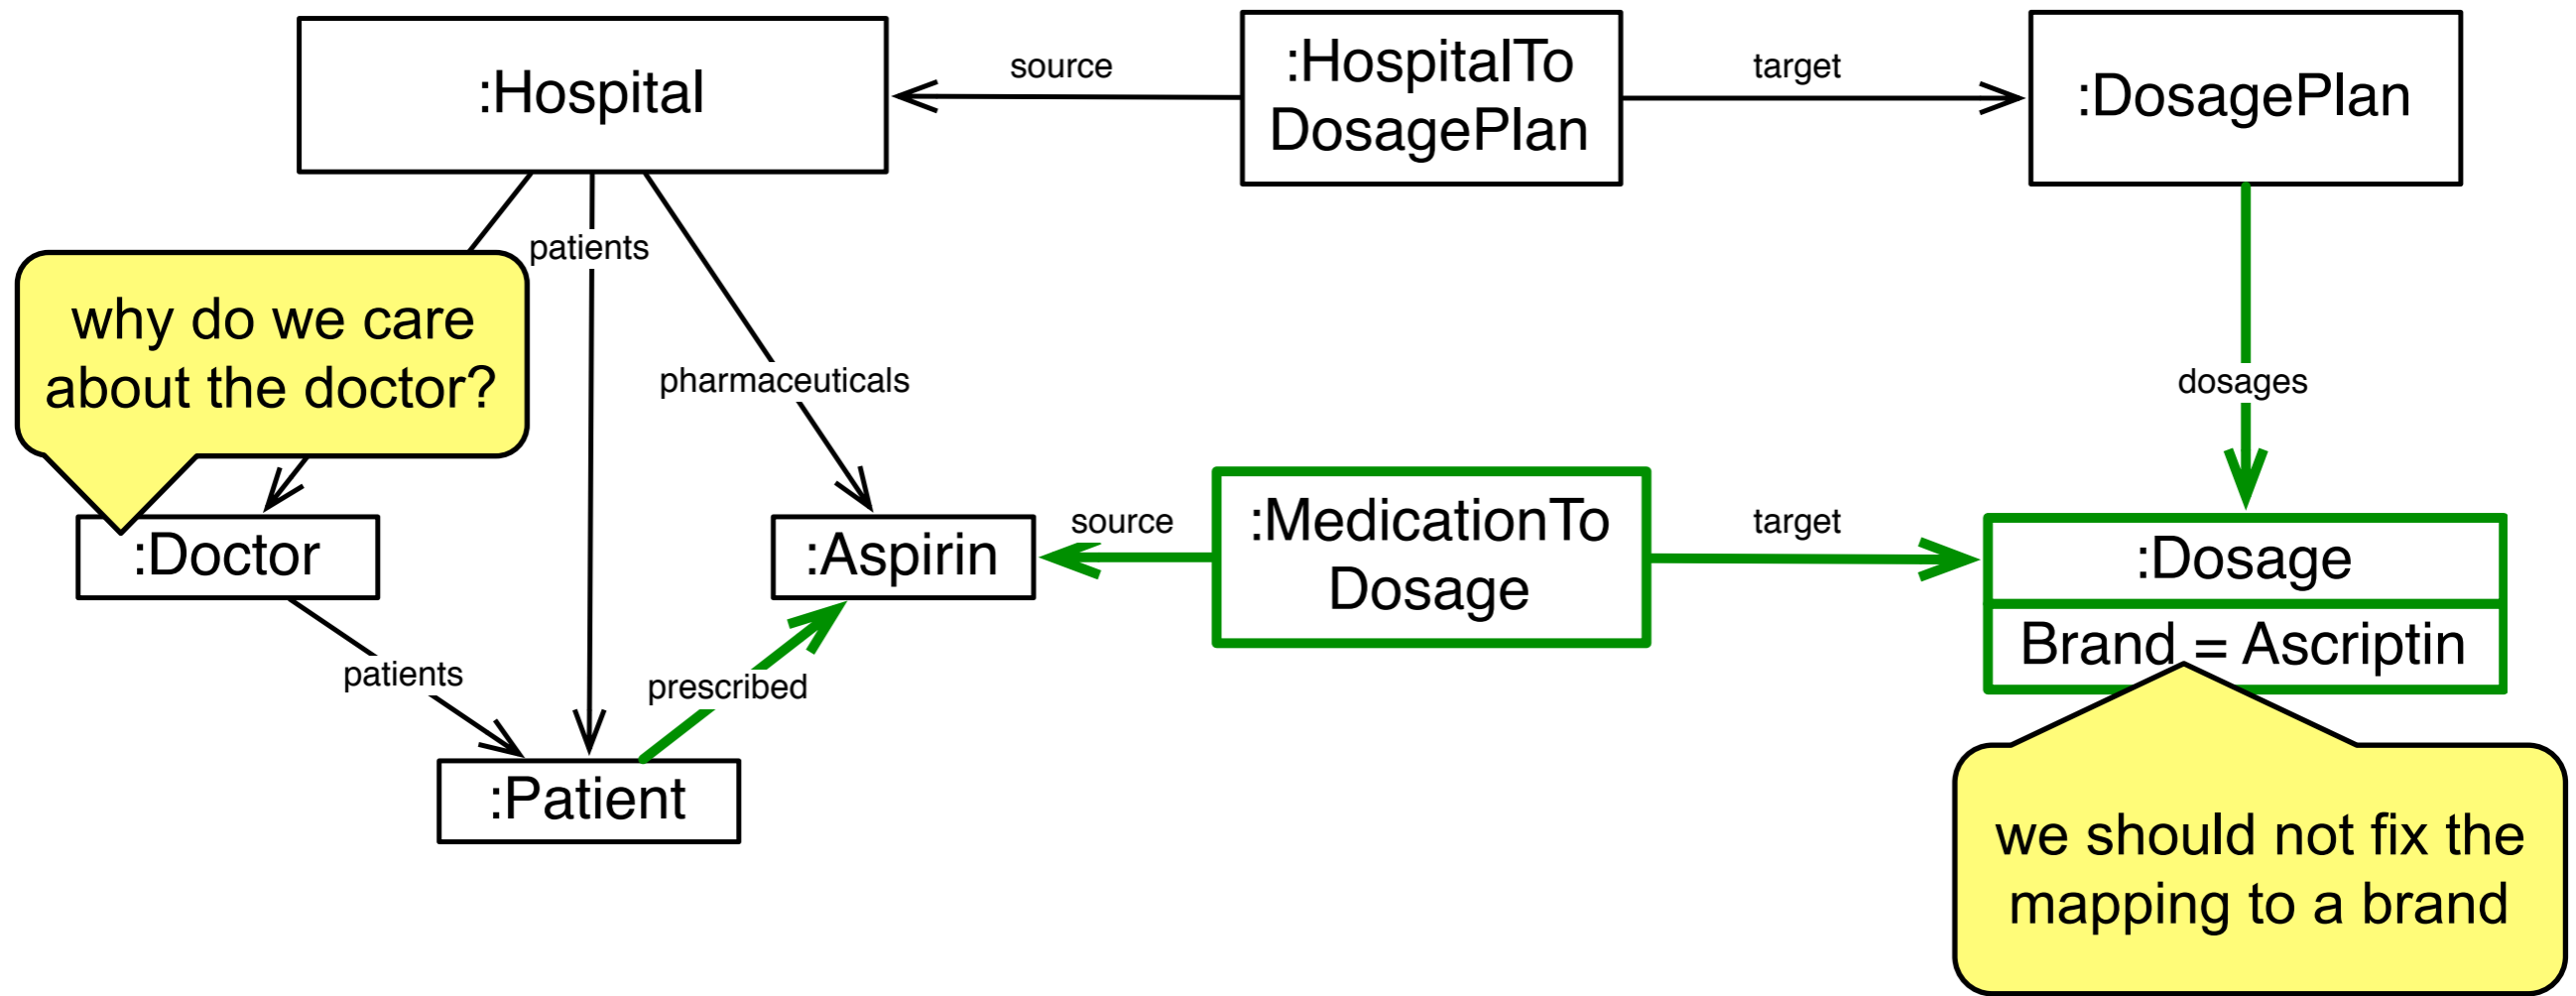 :Hospital
source
:HospitalTo
DosagePlan
target
:DosagePlan
patients
why do we care
about the doctor?
pharmaceuticals
dosages
:Doctor
:Aspirin
source
:MedicationTo
Dosage
target
:Dosage
Brand = Ascriptin
patients
prescribed
:Patient
we should not fix the
mapping to a brand